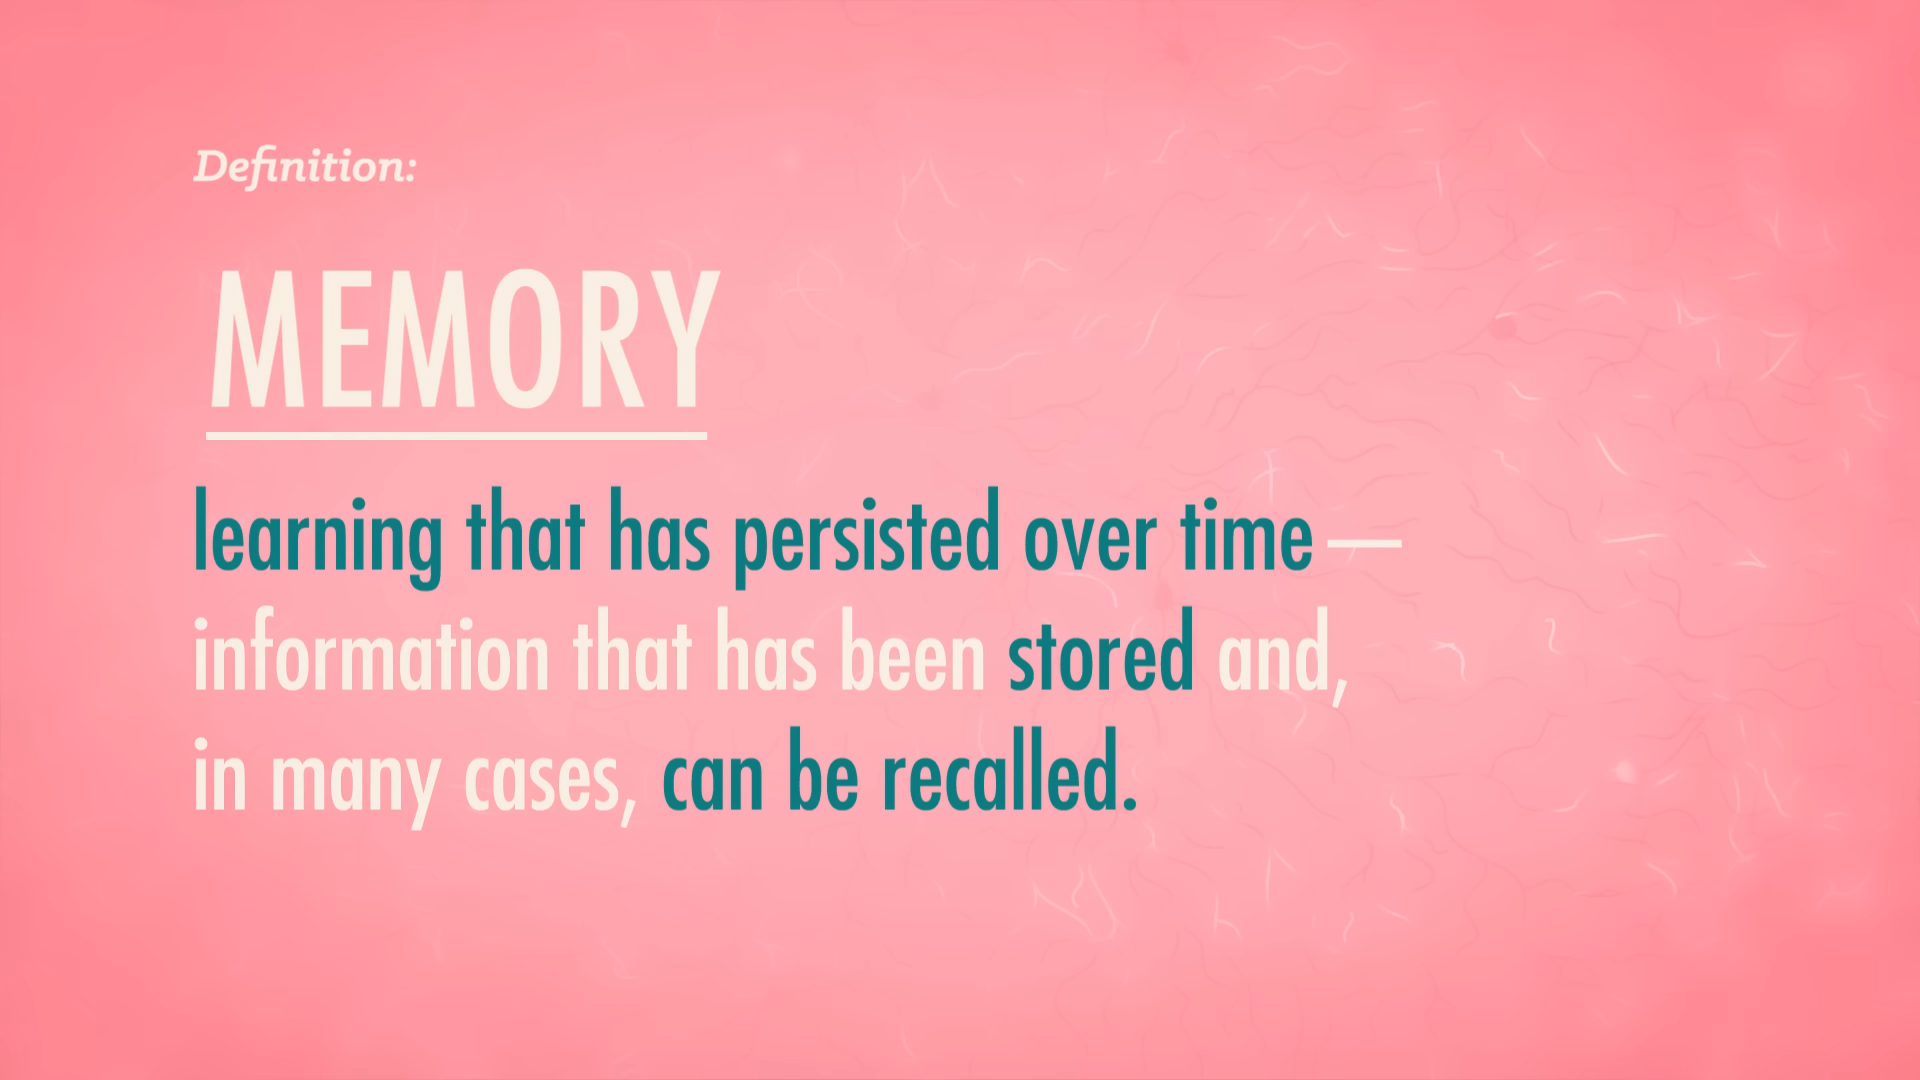 Definition:
MEMORY
learning that has persisted over time —
information that has been stored and,
in many cases, can be recalled.